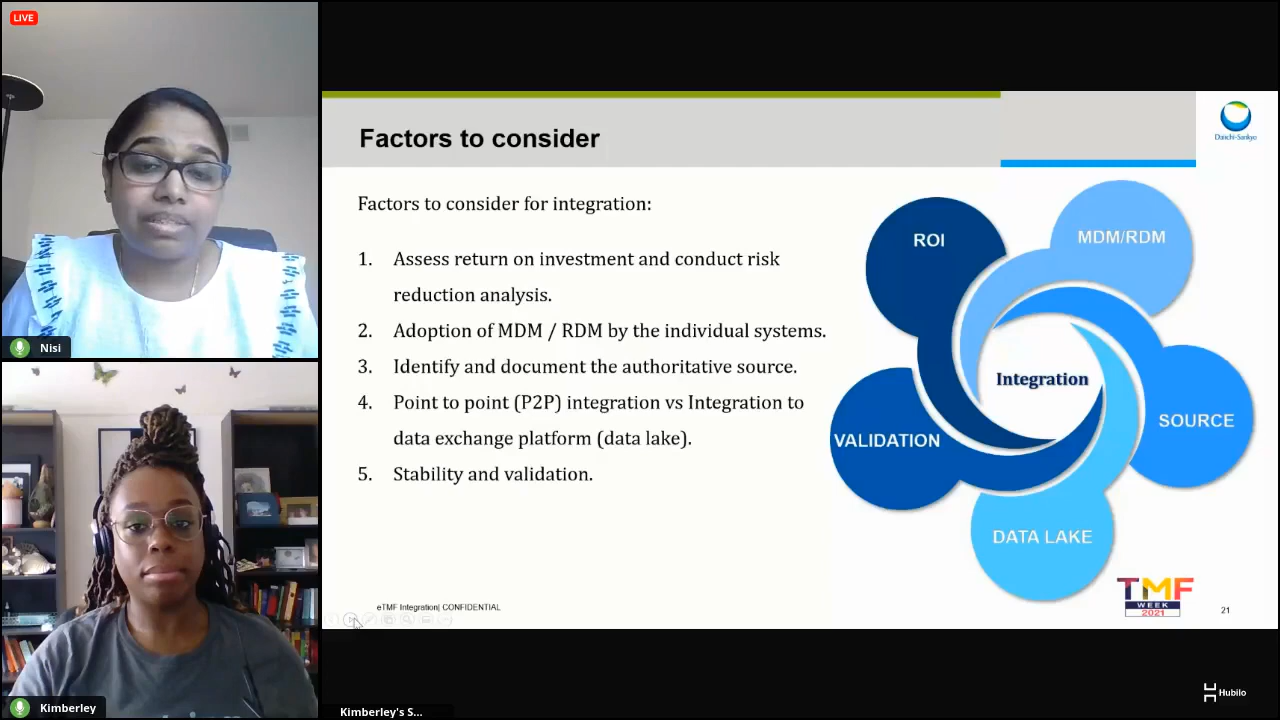 LIVE
Nisi
Kimberley
Factors to consider
Daiichi-Sankyo
Factors to consider for integration:
1. Assess return on investment and conduct risk
reduction analysis.
2. Adoption of MDM / RDM by the individual systems.
3. Identify and document the authoritative source.
4. Point to point (P2P) integration vs Integration to
data exchange platform (data lake).
5. Stability and validation.
ROI
MDM/RDM
Integration
SOURCE
VALIDATION
DATA LAKE
eTMF Integration| CONFIDENTIAL
TMF
WEEK
2021
21
Kimberley's S...
Hubilo